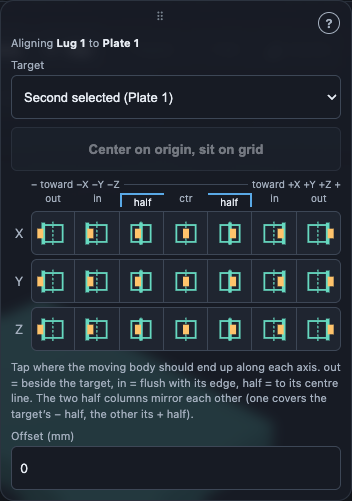 ?
Aligning Lug 1 to Plate 1
Target
Second selected (Plate 1)
Center on origin, sit on grid
− toward −X −Y −Z toward +X +Y +Z +
out in half ctr half in out
X
Y
Z
Tap where the moving body should end up along each axis. out
= beside the target, in = flush with its edge, half = to its centre
line. The two half columns mirror each other (one covers the
target's − half, the other its + half).
Offset (mm)
0